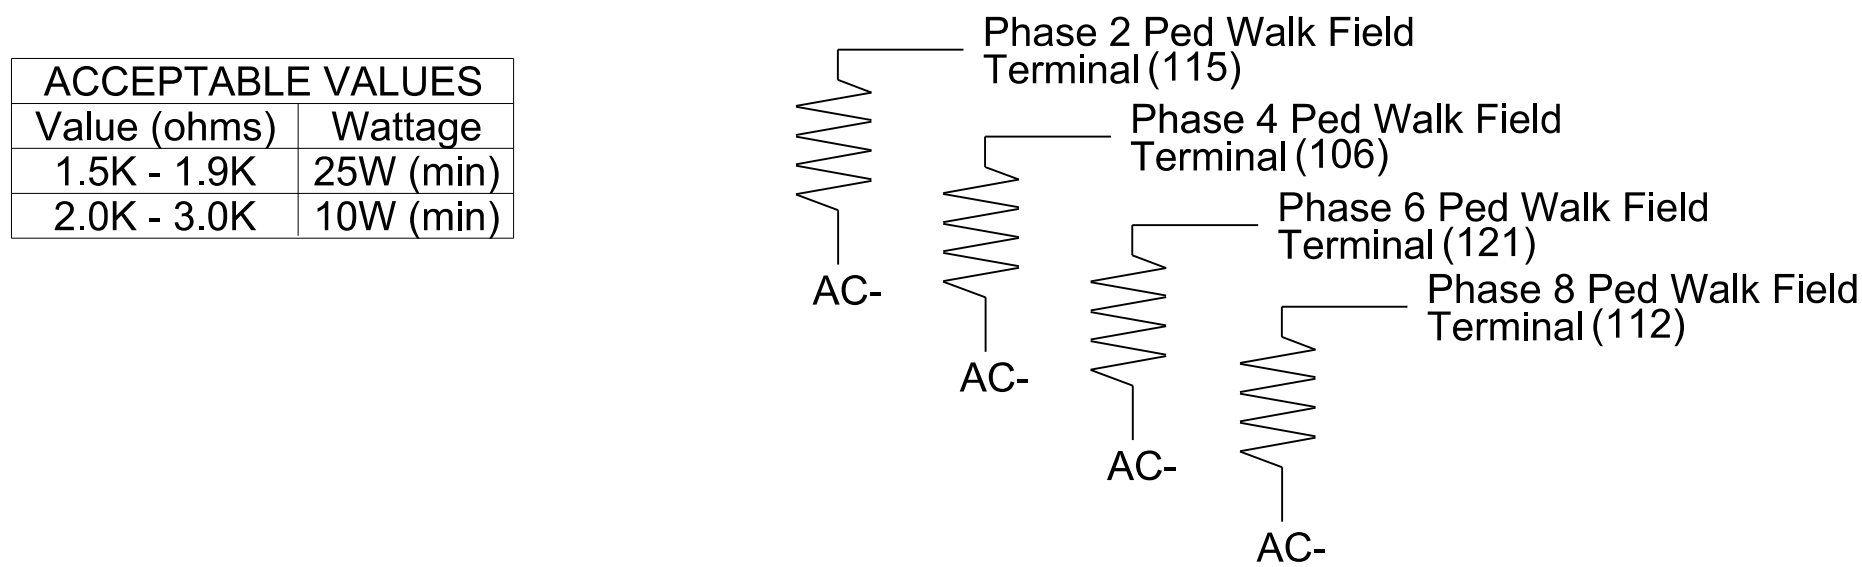 ACCEPTABLE VALUES
Value (ohms) Wattage
1.5K - 1.9K 25W (min)
2.0K - 3.0K 10W (min)
Phase 2 Ped Walk Field
Terminal (115)
AC-
Phase 4 Ped Walk Field
Terminal (106)
AC-
Phase 6 Ped Walk Field
Terminal (121)
AC-
Phase 8 Ped Walk Field
Terminal (112)
AC-